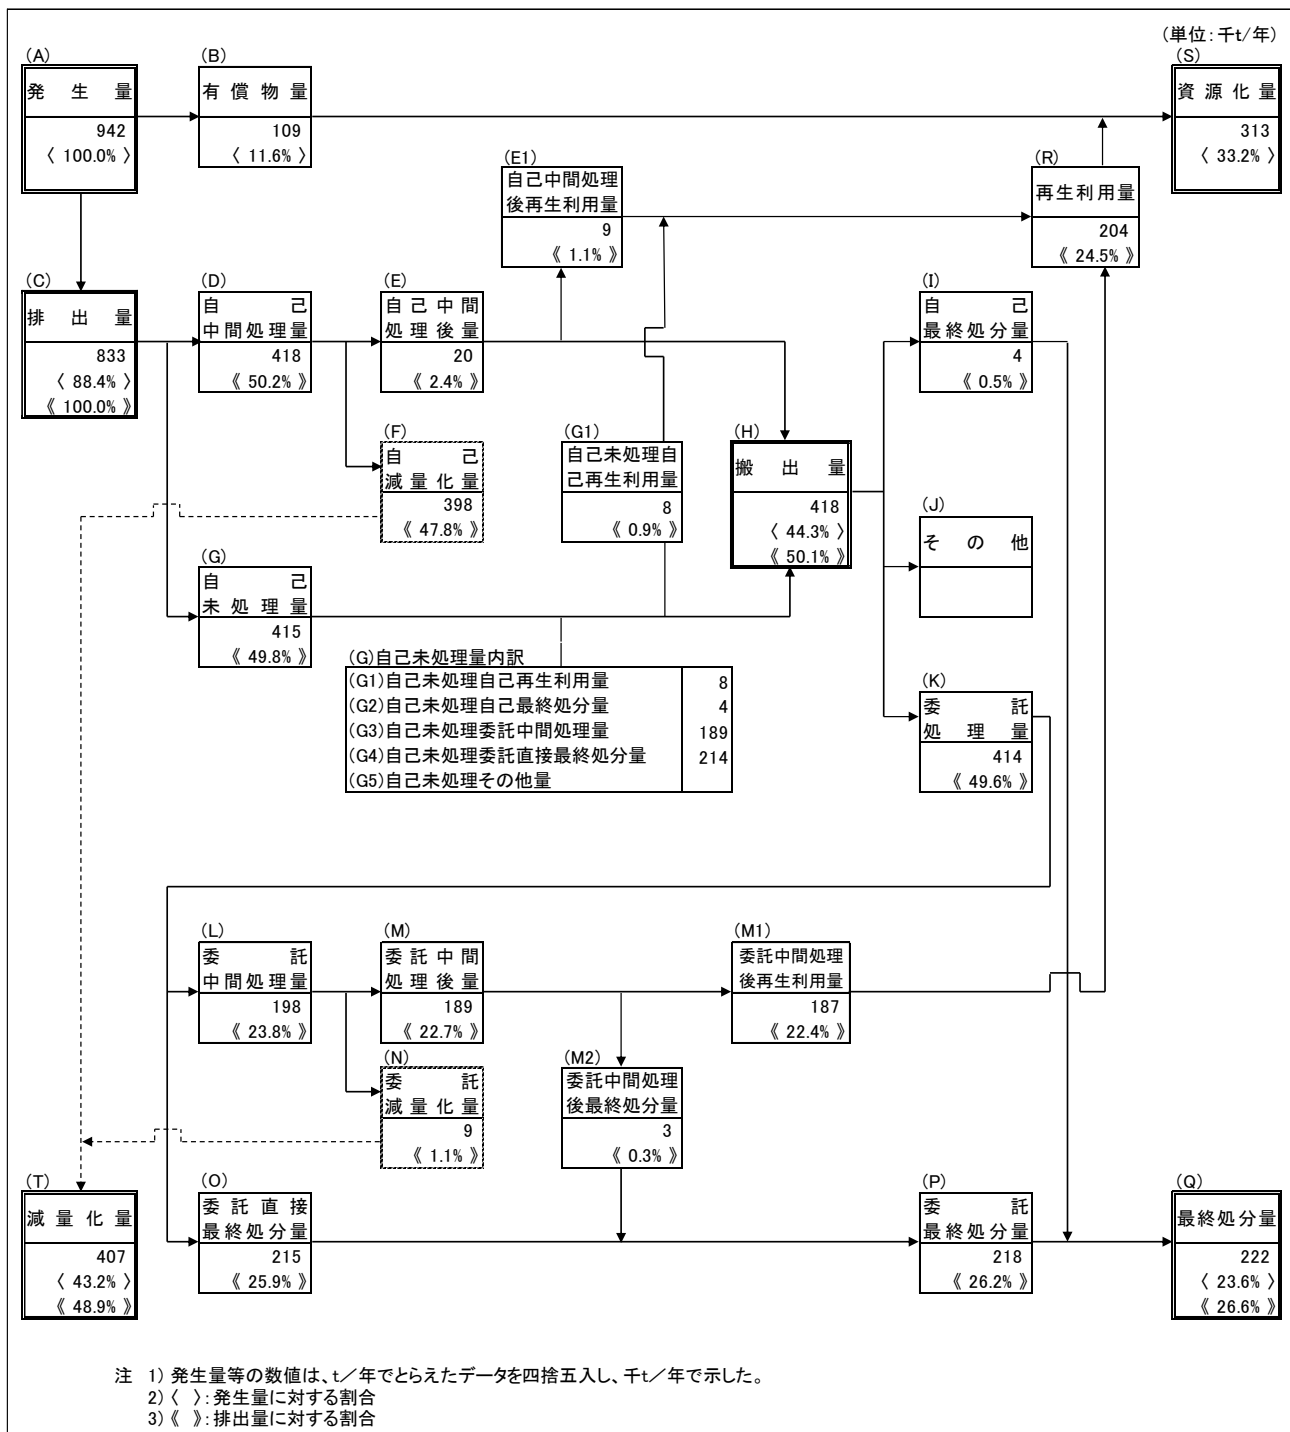 (単位:千t/年)
(A)
発生量
942
〈 100.0% 〉
(B)
有償物量
109
〈 11.6% 〉
(S)
資源化量
313
〈 33.2% 〉
(E1)
自己中間処理
後再生利用量
9
《 1.1% 》
(R)
再生利用量
204
《 24.5% 》
(C)
排出量
833
〈 88.4% 〉
《 100.0% 》
(D)
自己
中間処理量
418
《 50.2% 》
(E)
自己中間
処理後量
20
《 2.4% 》
(I)
自己
最終処分量
4
《 0.5% 》
(F)
自己
減量化量
398
《 47.8% 》
(G1)
自己未処理自
己再生利用量
8
《 0.9% 》
(H)
搬出量
418
〈 44.3% 〉
《 50.1% 》
(J)
その他
(G)
自己
未処理量
415
《 49.8% 》
(G)自己未処理量内訳
(G1)自己未処理自己再生利用量 8
(G2)自己未処理自己最終処分量 4
(G3)自己未処理委託中間処理量 189
(G4)自己未処理委託直接最終処分量 214
(G5)自己未処理その他量
(K)
委託
処理量
414
《 49.6% 》
(L)
委託
中間処理量
198
《 23.8% 》
(M)
委託中間
処理後量
189
《 22.7% 》
(M1)
委託中間処理
後再生利用量
187
《 22.4% 》
(N)
委託
減量化量
9
《 1.1% 》
(M2)
委託中間処理
後最終処分量
3
《 0.3% 》
(T)
減量化量
407
〈 43.2% 〉
《 48.9% 》
(O)
委託直接
最終処分量
215
《 25.9% 》
(P)
委託
最終処分量
218
《 26.2% 》
(Q)
最終処分量
222
〈 23.6% 〉
《 26.6% 》
注 1) 発生量等の数値は、t/年でとらえたデータを四捨五入し、千t/年で示した。
2)〈 〉:発生量に対する割合
3)《 》:排出量に対する割合